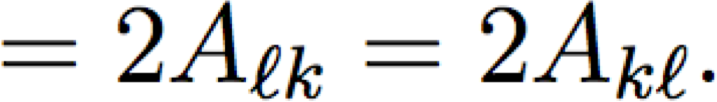 = 2A_{ℓk} = 2A_{kℓ}.